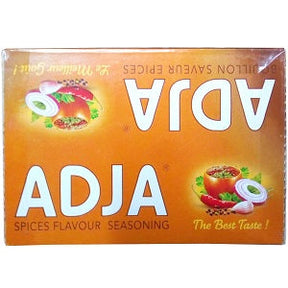 Le Meilleur Goût !
BOUILLON SAVEUR EPICES
ADJA
ADJA
SPICES FLAVOUR SEASONING
The Best Taste !